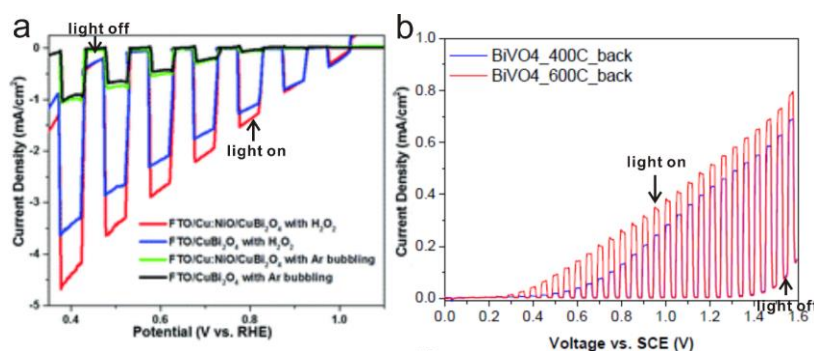 a
light off
0
-1
-2
-3
-4
-5
Current Density (mA/cm²)
light on
FTO/Cu:NiO/CuBi₂O₄ with H₂O₂
FTO/CuBi₂O₄ with H₂O₂
FTO/Cu:NiO/CuBi₂O₄ with Ar bubbling
FTO/CuBi₂O₄ with Ar bubbling
0.4 0.6 0.8 1.0
Potential (V vs. RHE)
b
BiVO4_400C_back
BiVO4_600C_back
1.0
0.8
0.6
0.4
0.2
0.0
Current Density (mA/cm²)
light on
light off
0.0 0.2 0.4 0.6 0.8 1.0 1.2 1.4 1.6
Voltage vs. SCE (V)